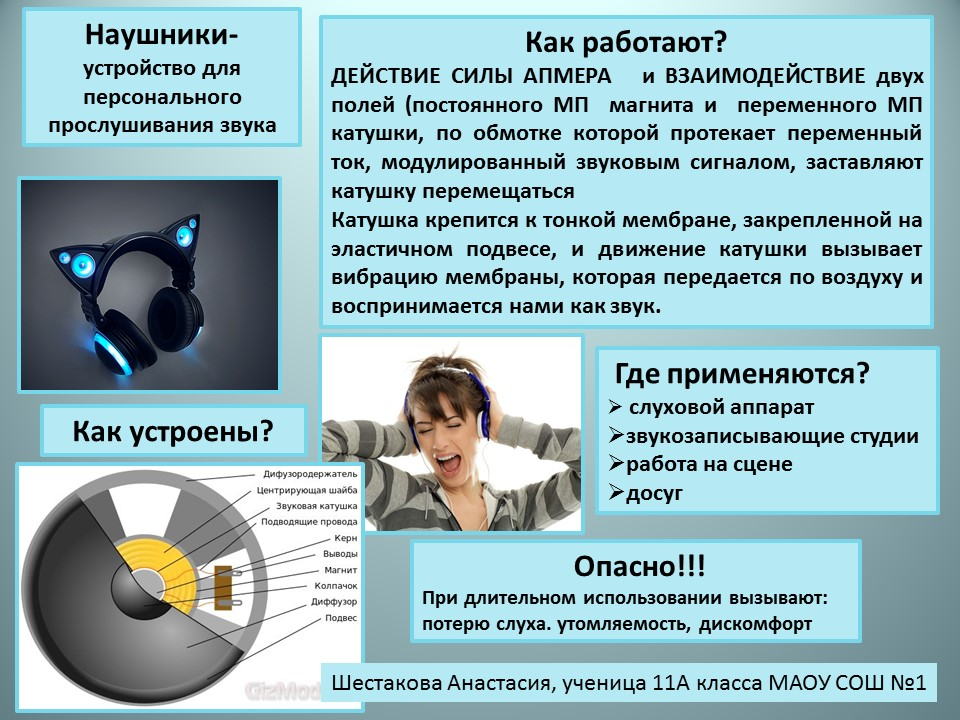 Наушники-
устройство для
персонального
прослушивания звука
Как работают?
ДЕЙСТВИЕ СИЛЫ АПМЕРА и ВЗАИМОДЕЙСТВИЕ двух
полей (постоянного МП магнита и переменного МП
катушки, по обмотке которой протекает переменный
ток, модулированный звуковым сигналом, заставляют
катушку перемещаться
Катушка крепится к тонкой мембране, закрепленной на
эластичном подвесе, и движение катушки вызывает
вибрацию мембраны, которая передается по воздуху и
воспринимается нами как звук.
Как устроены?
Дифузородержатель
Центрирующая шайба
Звуковая катушка
Подводящие провода
Керн
Выводы
Магнит
Колпачок
Диффузор
Подвес
GizMod
Где применяются?
слуховой аппарат
звукозаписывающие студии
работа на сцене
досуг
Опасно!!!
При длительном использовании вызывают:
потерю слуха. утомляемость, дискомфорт
Шестакова Анастасия, ученица 11А класса МАОУ СОШ №1